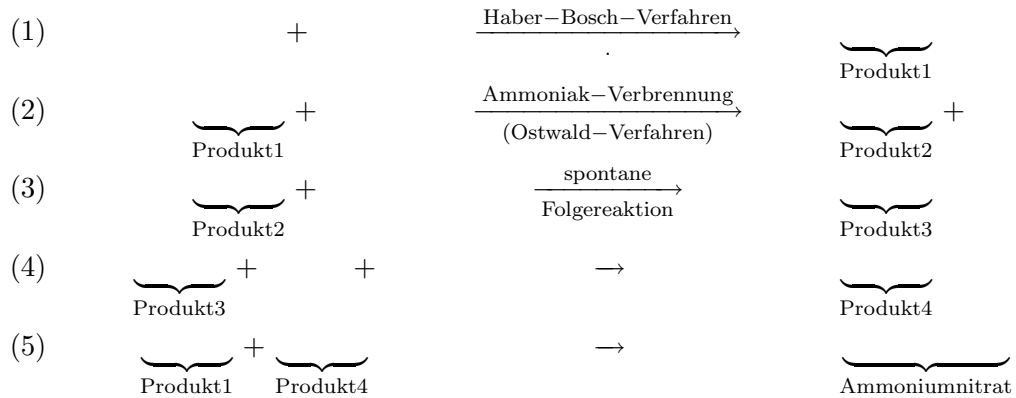 (1) + Haber−Bosch−Verfahren .
Produkt1
(2) + Ammoniak−Verbrennung (Ostwald−Verfahren) +
Produkt1 Produkt2
(3) + spontane Folgereaktion
Produkt2 Produkt3
(4) + + →
Produkt3 Produkt4
(5) + →
Produkt1 Produkt4 Ammoniumnitrat